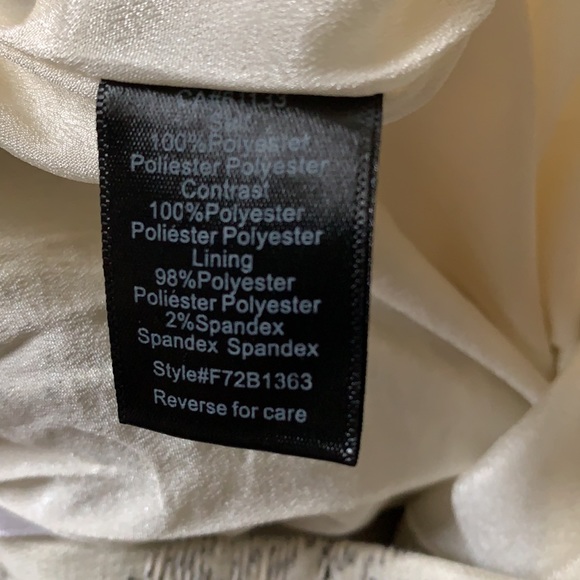 100%Polyester
Poliester Polyester
Contrast
100%Polyester
Poliéster Polyester
Lining
98%Polyester
Poliéster Polyester
2%Spandex
Spandex Spandex
Style#F72B1363
Reverse for care